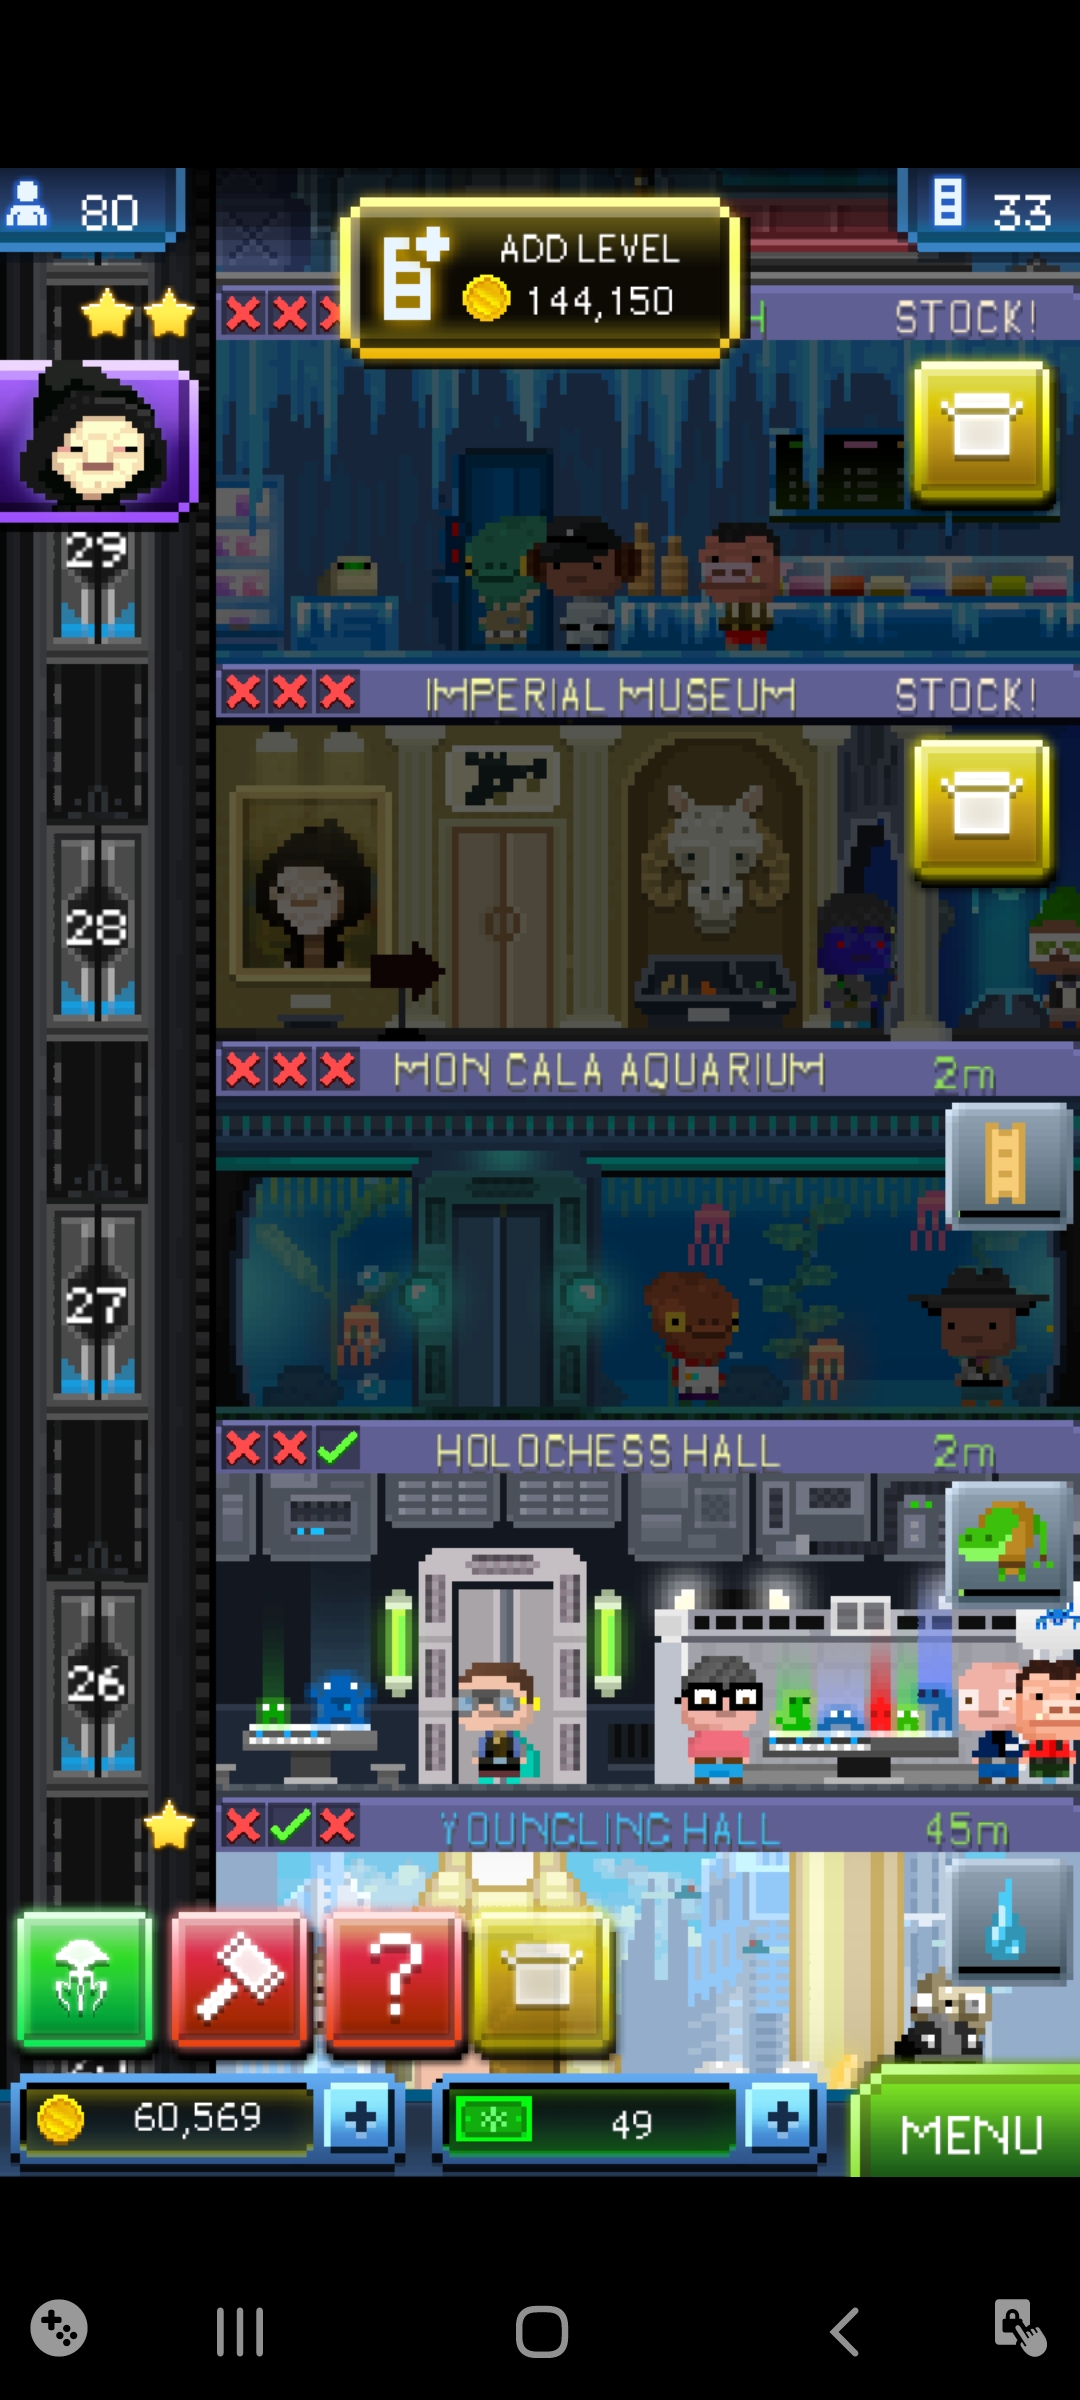 80
ADD LEVEL
144,150
33
STOCK!
29
IMPERIAL MUSEUM STOCK!
28
MON CALA AQUARIUM 2m
27
HOLOCHESS HALL 2m
26
YOUNGLING HALL 45m
?
60,569 + 49 + MENU